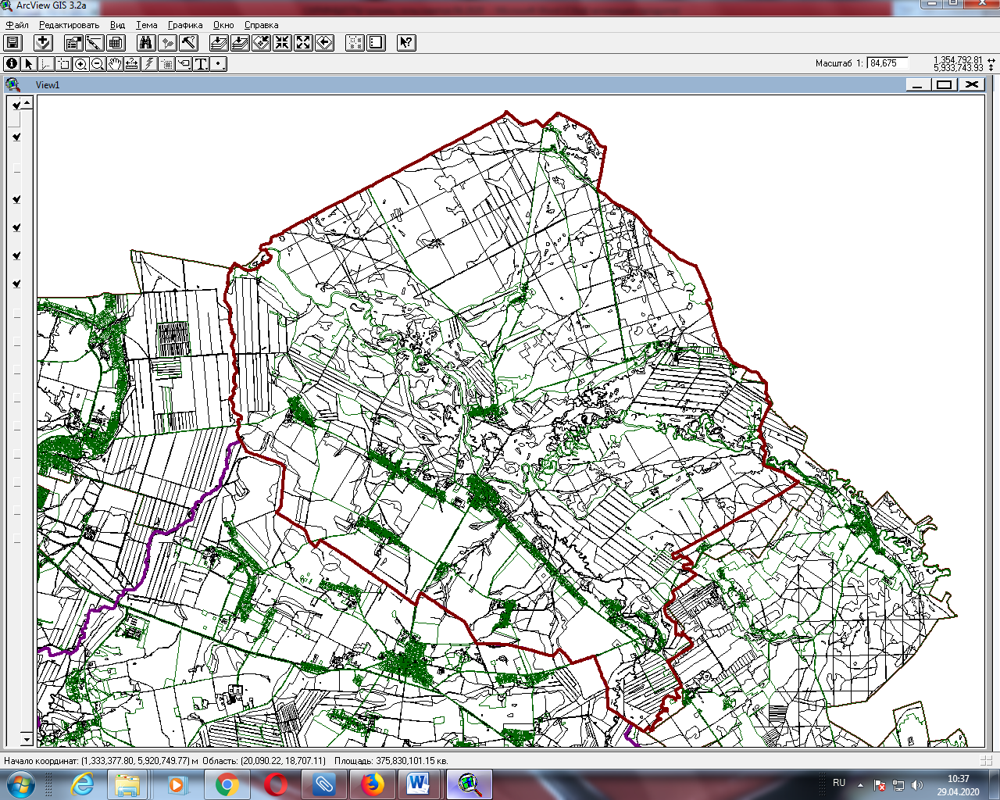 ArcView GIS 3.2a
Файл Редактировать Вид Тема Графика Окно Справка
Масштаб 1: 84,675
1,354,792.81
5,933,743.93
View1
Начало координат: (1,333,377.80, 5,920,749.77) м Область: (20,090.22, 18,707.11) Площадь: 375,830,101.15 кв.
RU
10:37
29.04.2020